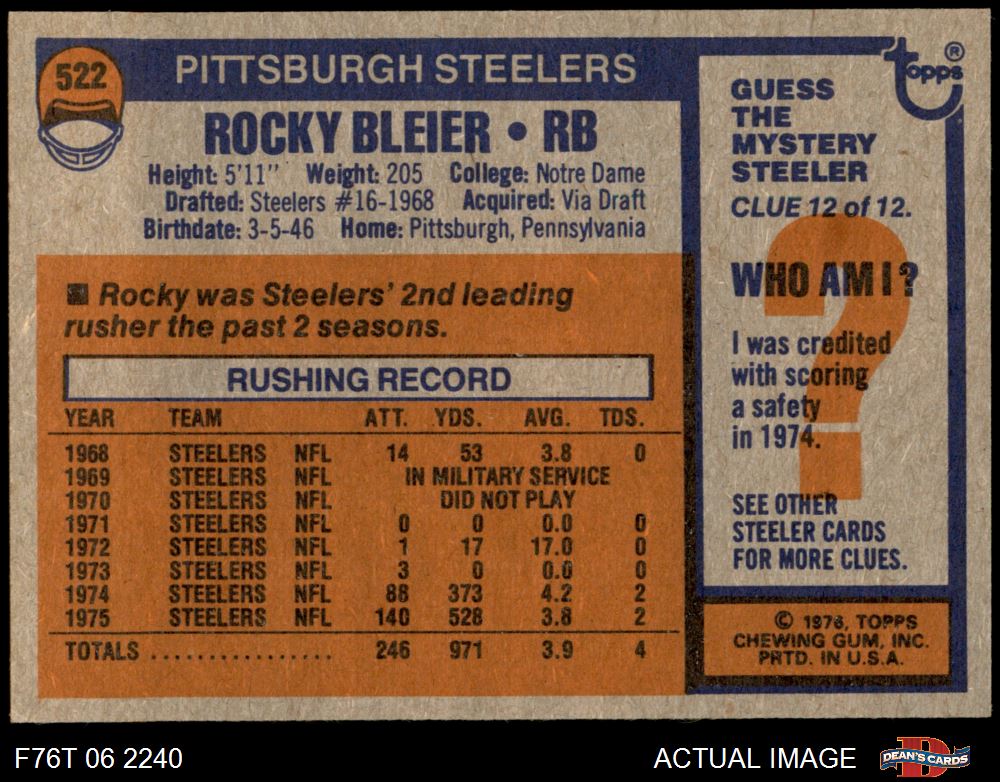 522
PITTSBURGH STEELERS
ROCKY BLEIER • RB
Height: 5'11" Weight: 205 College: Notre Dame
Drafted: Steelers #16-1968 Acquired: Via Draft
Birthdate: 3-5-46 Home: Pittsburgh, Pennsylvania
■ Rocky was Steelers' 2nd leading
rusher the past 2 seasons.
RUSHING RECORD
YEAR TEAM ATT. YDS. AVG. TDS.
1968 STEELERS NFL 14 53 3.8 0
1969 STEELERS NFL IN MILITARY SERVICE
1970 STEELERS NFL DID NOT PLAY
1971 STEELERS NFL 0 0 0.0 0
1972 STEELERS NFL 1 17 17.0 0
1973 STEELERS NFL 3 0 0.0 0
1974 STEELERS NFL 88 373 4.2 2
1975 STEELERS NFL 140 528 3.8 2
TOTALS ................. 246 971 3.9 4
Topps ®
GUESS
THE
MYSTERY
STEELER
CLUE 12 of 12.
WHO AM I?
?
I was credited
with scoring
a safety
in 1974.
SEE OTHER
STEELER CARDS
FOR MORE CLUES.
© 1976, TOPPS
CHEWING GUM, INC.
PRTD. IN U.S.A.
F76T 06 2240
ACTUAL IMAGE
DEAN'S CARDS